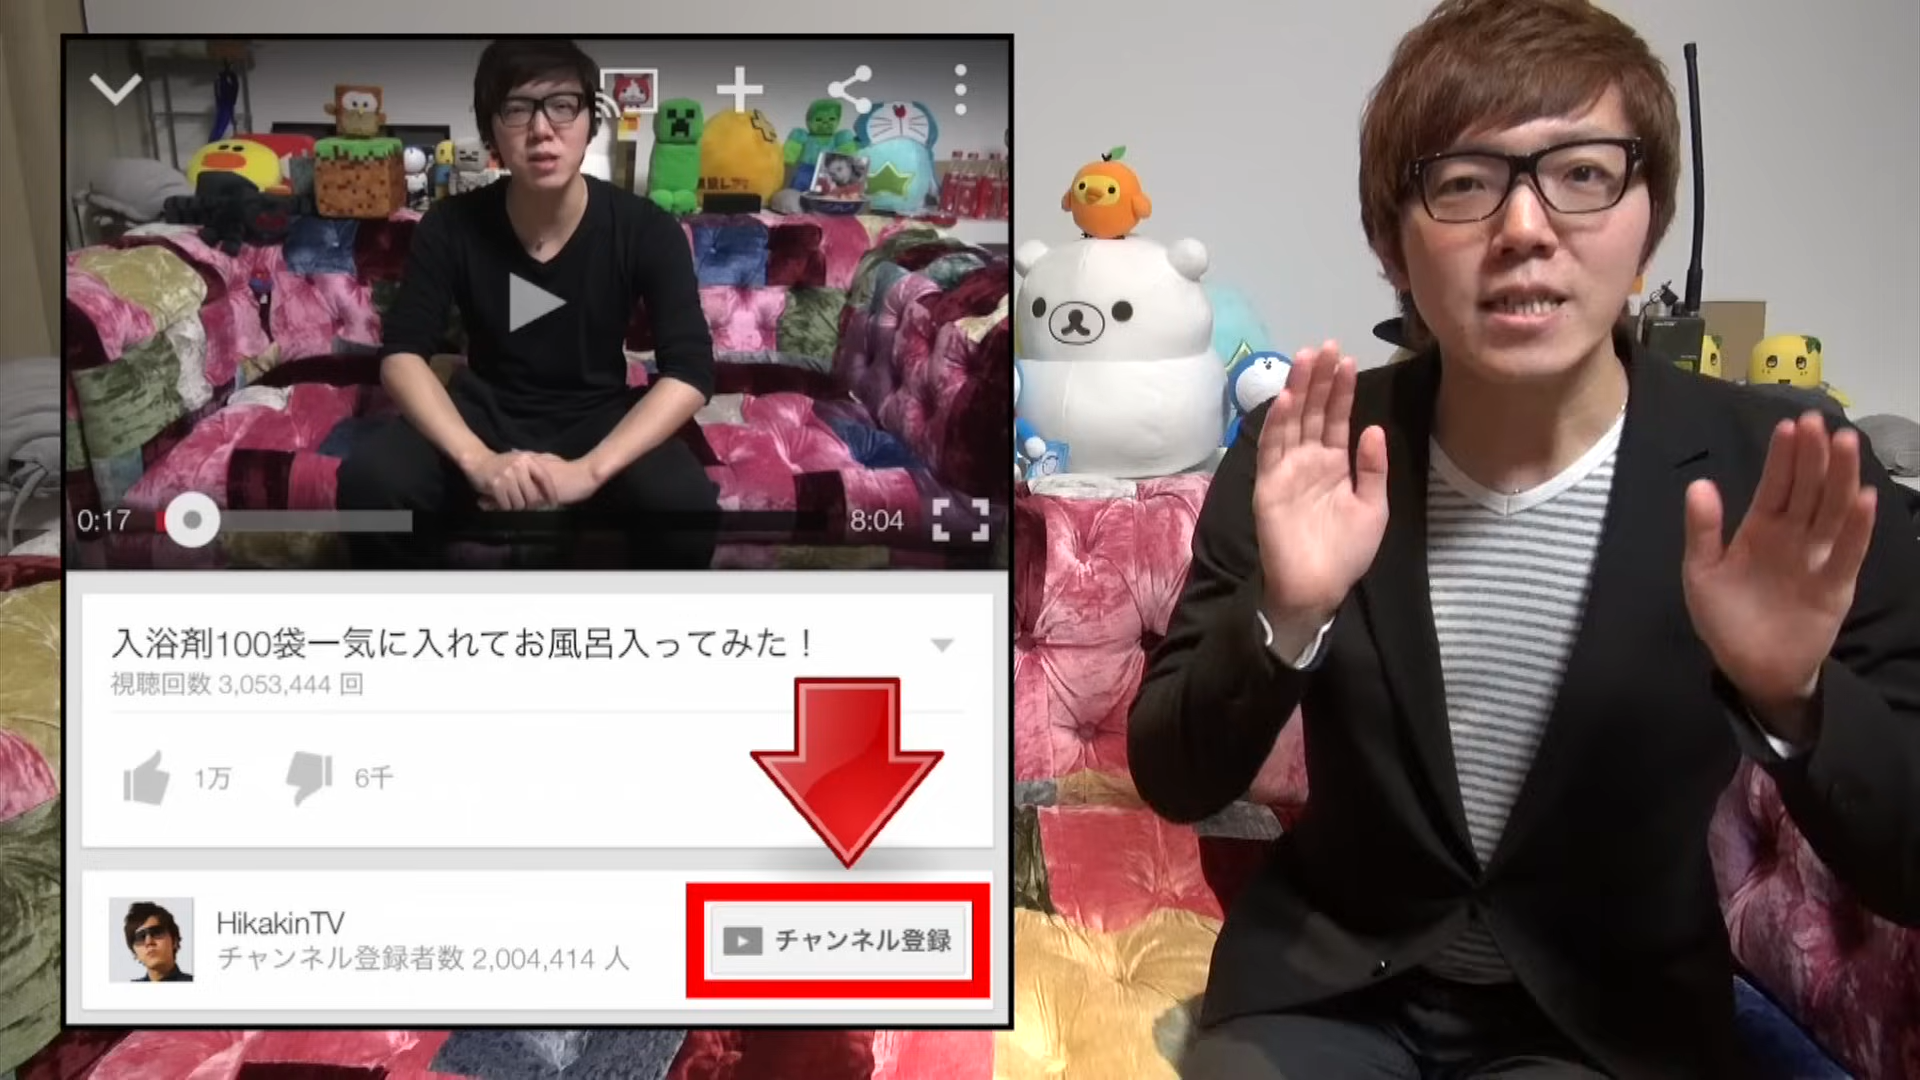 0:17
8:04
入浴剤100袋一気に入れてお風呂入ってみた！
視聴回数 3,053,444 回
1万
6千
HikakinTV
チャンネル登録者数 2,004,414 人
チャンネル登録